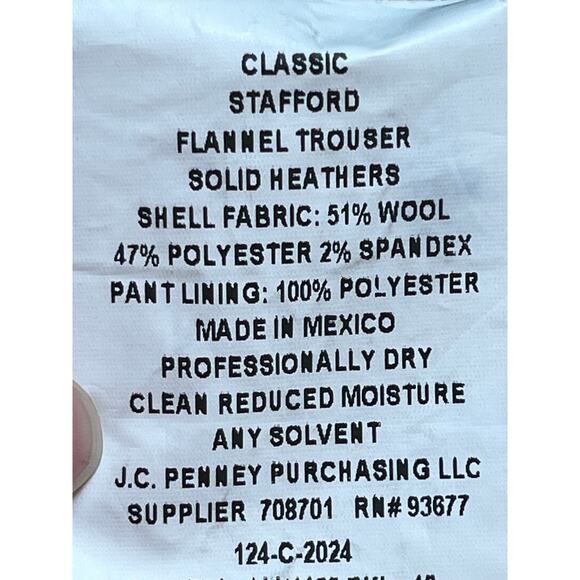 CLASSIC
STAFFORD
FLANNEL TROUSER
SOLID HEATHERS
SHELL FABRIC: 51% WOOL
47% POLYESTER 2% SPANDEX
PANT LINING: 100% POLYESTER
MADE IN MEXICO
PROFESSIONALLY DRY
CLEAN REDUCED MOISTURE
ANY SOLVENT
J.C. PENNEY PURCHASING LLC
SUPPLIER 708701 RN# 93677
124-C-2024